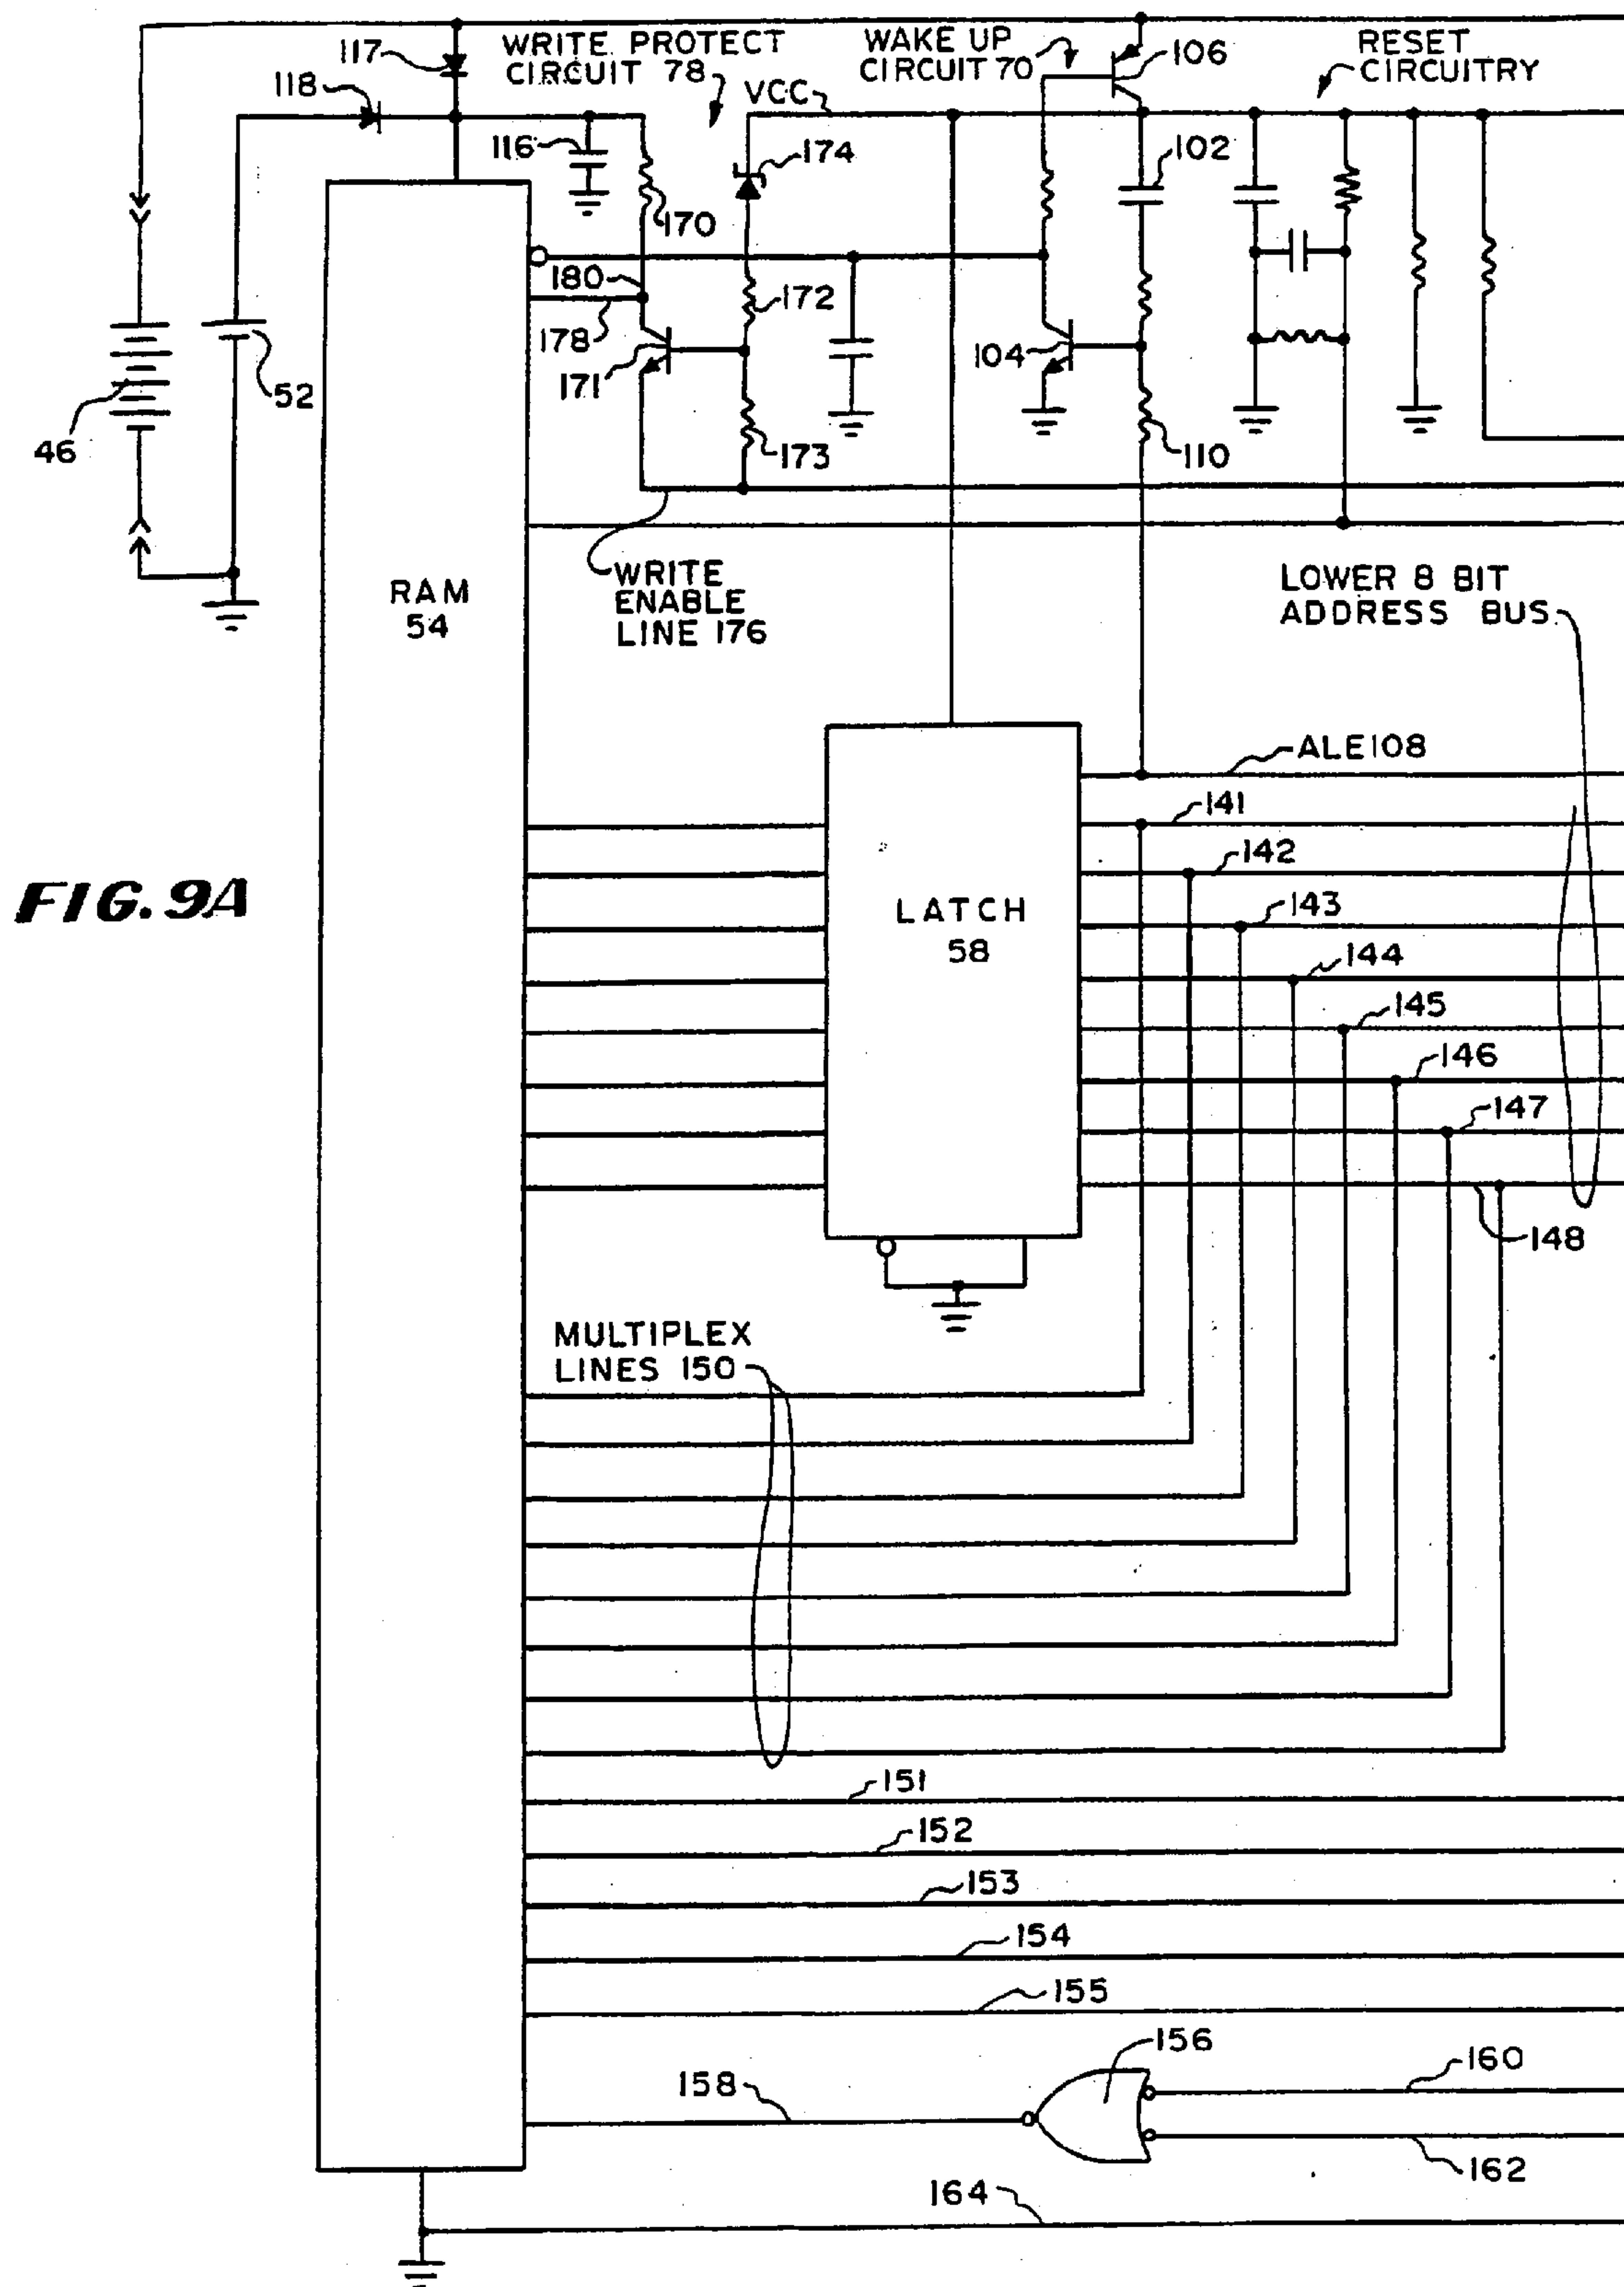 117
WRITE PROTECT
CIRCUIT 78
WAKE UP
CIRCUIT 70
106
RESET
CIRCUITRY
118
VCC
116
174
102
170
180
172
178
171
104
52
46
173
110
WRITE
ENABLE
LINE 176
RAM
54
LOWER 8 BIT
ADDRESS BUS
ALE108
141
142
FIG. 9A
LATCH
58
143
144
145
146
147
148
MULTIPLEX
LINES 150
151
152
153
154
155
156
158
160
162
164